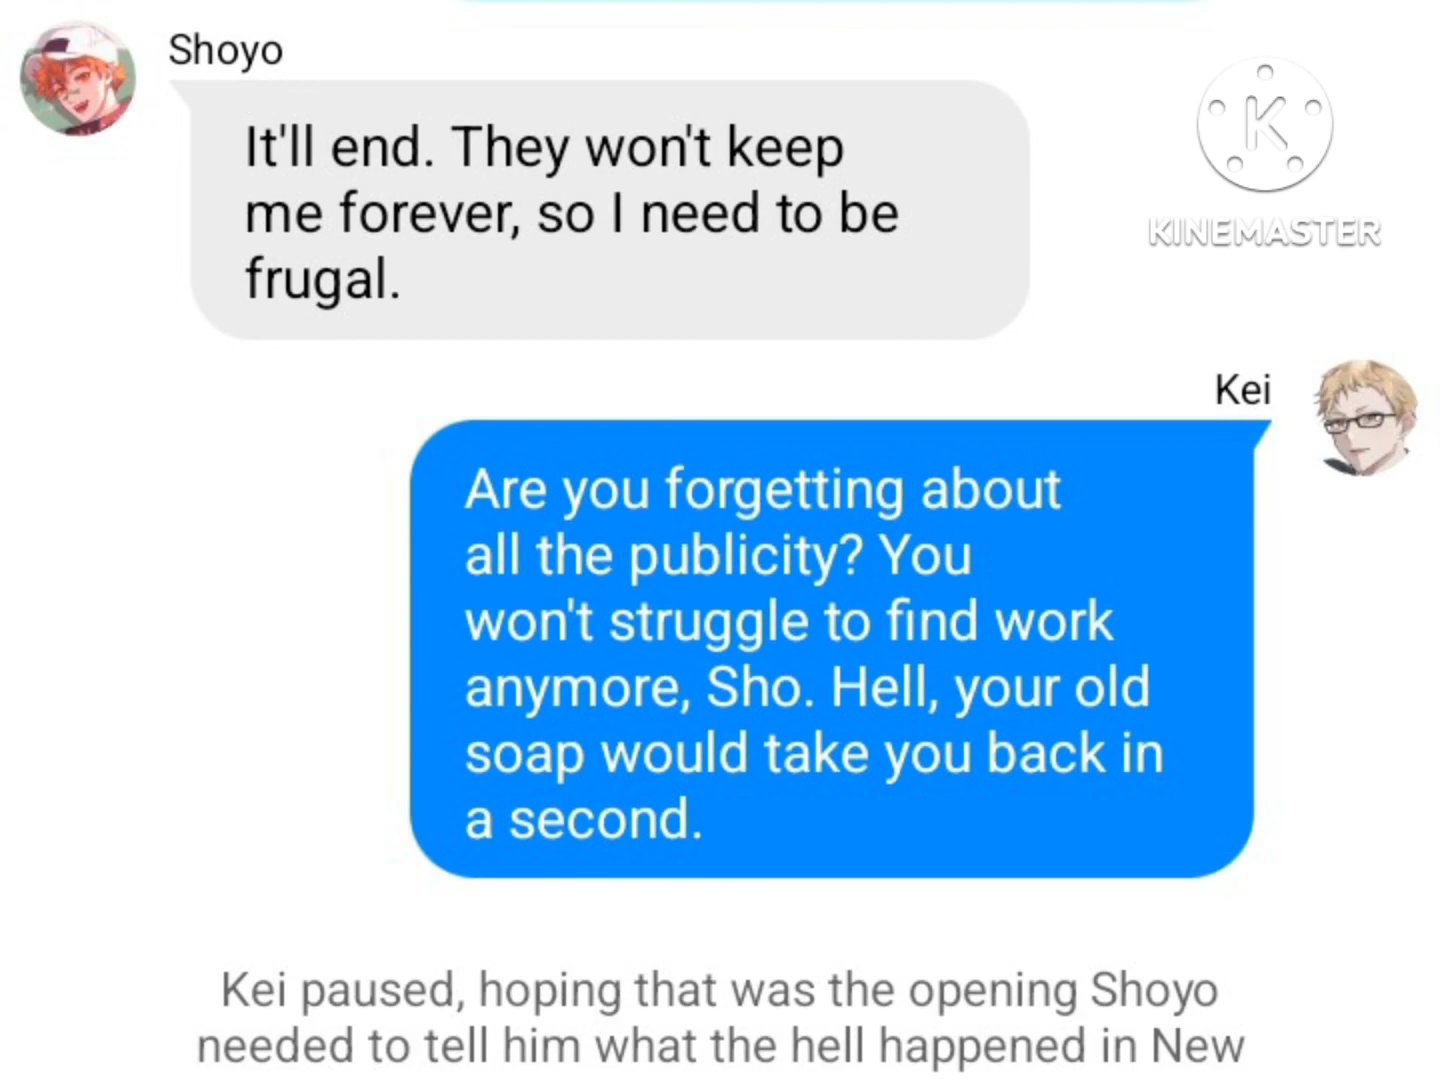 Shoyo
It'll end. They won't keep
me forever, so I need to be
frugal.
K
KINEMASTER
Kei
Are you forgetting about
all the publicity? You
won't struggle to find work
anymore, Sho. Hell, your old
soap would take you back in
a second.
Kei paused, hoping that was the opening Shoyo
needed to tell him what the hell happened in New